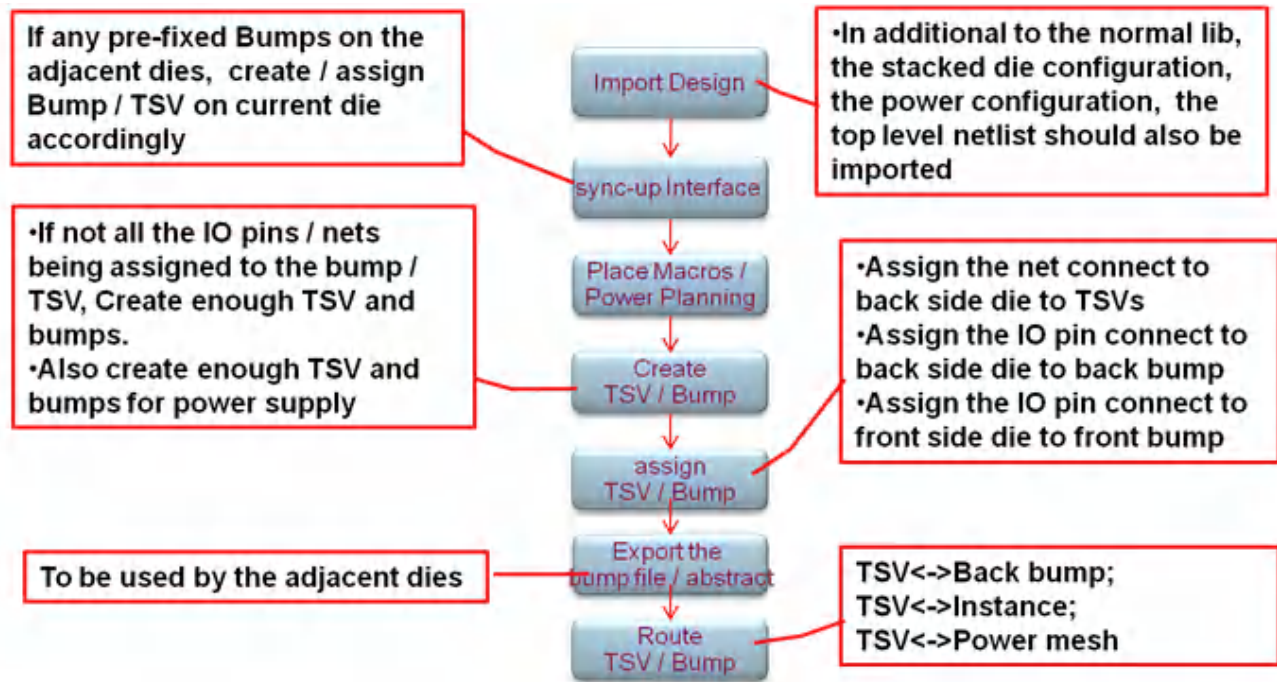 If any pre-fixed Bumps on the
adjacent dies, create / assign
Bump / TSV on current die
accordingly
Import Design
•In additional to the normal lib,
the stacked die configuration,
the power configuration, the
top level netlist should also be
imported
sync-up Interface
•If not all the IO pins / nets
being assigned to the bump /
TSV, Create enough TSV and
bumps.
•Also create enough TSV and
bumps for power supply
Place Macros /
Power Planning
Create
TSV / Bump
•Assign the net connect to
back side die to TSVs
•Assign the IO pin connect to
back side die to back bump
•Assign the IO pin connect to
front side die to front bump
assign
TSV / Bump
To be used by the adjacent dies
Export the
bump file / abstract
Route
TSV / Bump
TSV<->Back bump;
TSV<->Instance;
TSV<->Power mesh